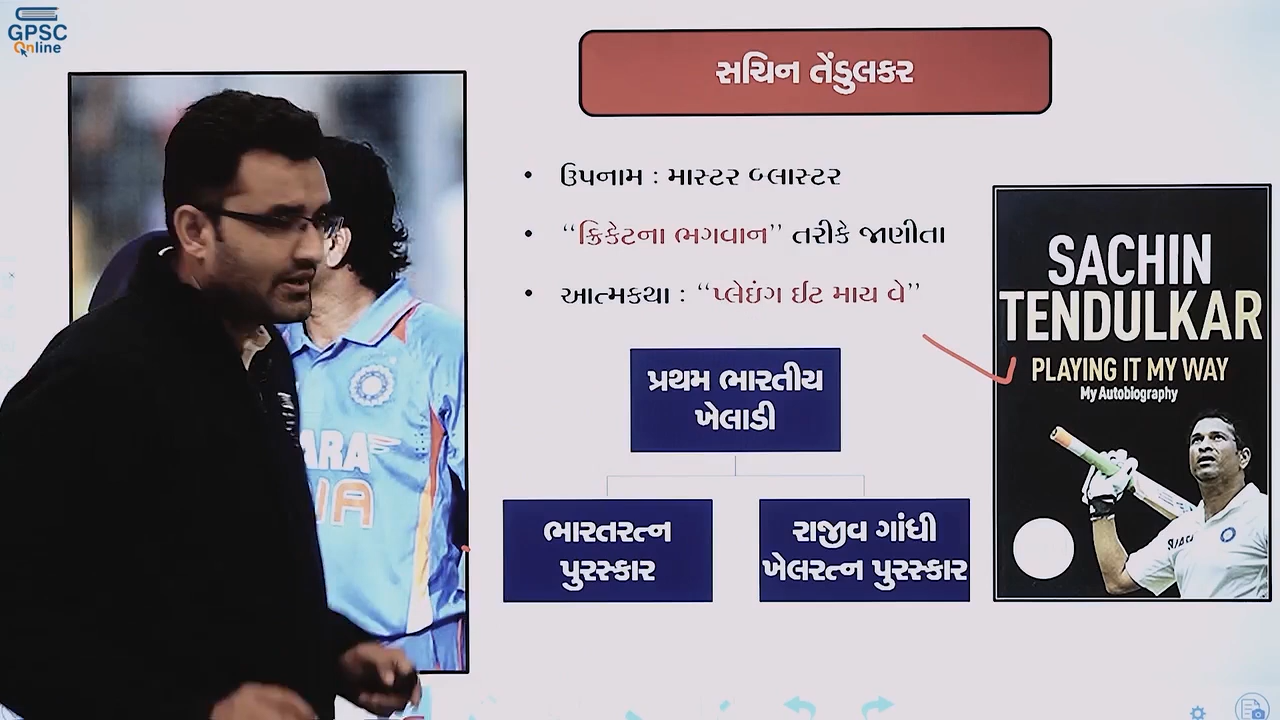 GPSC
Online
સચિન તેંડુલકર
• ઉપનામ : માસ્ટર બ્લાસ્ટર
• “ક્રિકેટના ભગવાન” તરીકે જાણીતા
• આત્મકથા : “પ્લેઇંગ ઈટ માય વે”
પ્રથમ ભારતીય
ખેલાડી
ભારતરત્ન
પુરસ્કાર
રાજીવ ગાંધી
ખેલરત્ન પુરસ્કાર
SACHIN
TENDULKAR
PLAYING IT MY WAY
My Autobiography